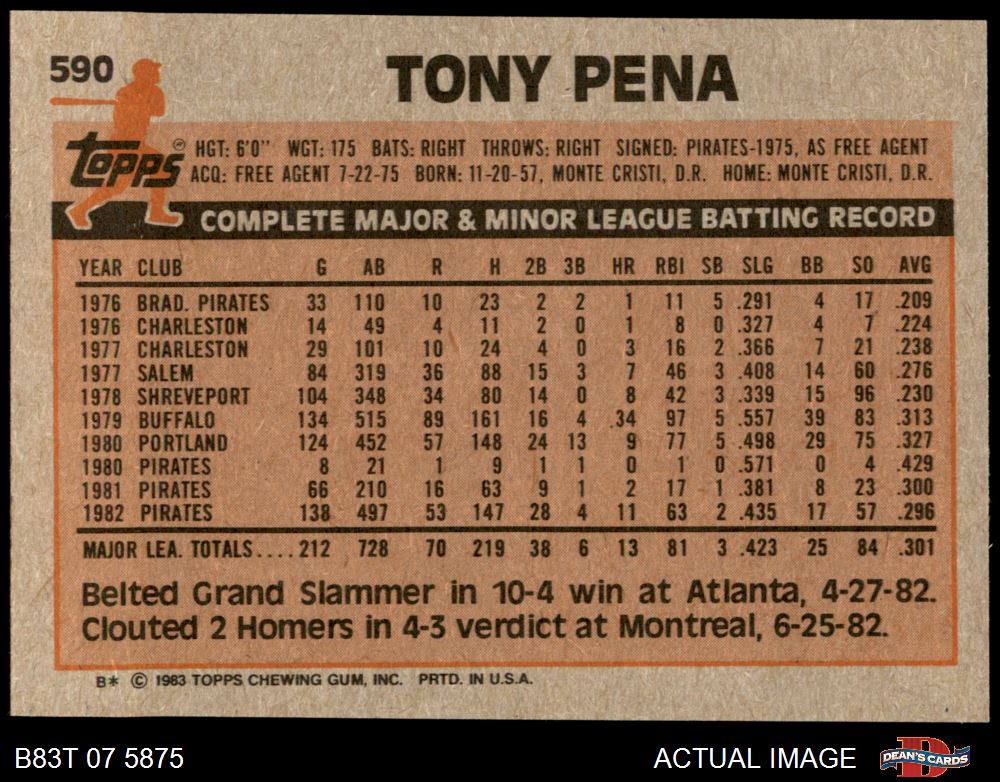 590
TONY PENA
Topps®
HGT: 6'0" WGT: 175 BATS: RIGHT THROWS: RIGHT SIGNED: PIRATES-1975, AS FREE AGENT
ACQ: FREE AGENT 7-22-75 BORN: 11-20-57, MONTE CRISTI, D.R. HOME: MONTE CRISTI, D.R.
COMPLETE MAJOR & MINOR LEAGUE BATTING RECORD
YEAR CLUB G AB R H 2B 3B HR RBI SB SLG BB SO AVG
1976 BRAD. PIRATES 33 110 10 23 2 2 1 11 5 .291 4 17 .209
1976 CHARLESTON 14 49 4 11 2 0 1 8 0 .327 4 7 .224
1977 CHARLESTON 29 101 10 24 4 0 3 16 2 .366 7 21 .238
1977 SALEM 84 319 36 88 15 3 7 46 3 .408 14 60 .276
1978 SHREVEPORT 104 348 34 80 14 0 8 42 3 .339 15 96 .230
1979 BUFFALO 134 515 89 161 16 4 34 97 5 .557 39 83 .313
1980 PORTLAND 124 452 57 148 24 13 9 77 5 .498 29 75 .327
1980 PIRATES 8 21 1 9 1 1 0 1 0 .571 0 4 .429
1981 PIRATES 66 210 16 63 9 1 2 17 1 .381 8 23 .300
1982 PIRATES 138 497 53 147 28 4 11 63 2 .435 17 57 .296
MAJOR LEA. TOTALS.... 212 728 70 219 38 6 13 81 3 .423 25 84 .301
Belted Grand Slammer in 10-4 win at Atlanta, 4-27-82.
Clouted 2 Homers in 4-3 verdict at Montreal, 6-25-82.
B* © 1983 TOPPS CHEWING GUM, INC. PRTD. IN U.S.A.
B83T 07 5875
ACTUAL IMAGE
DEAN'S CARDS